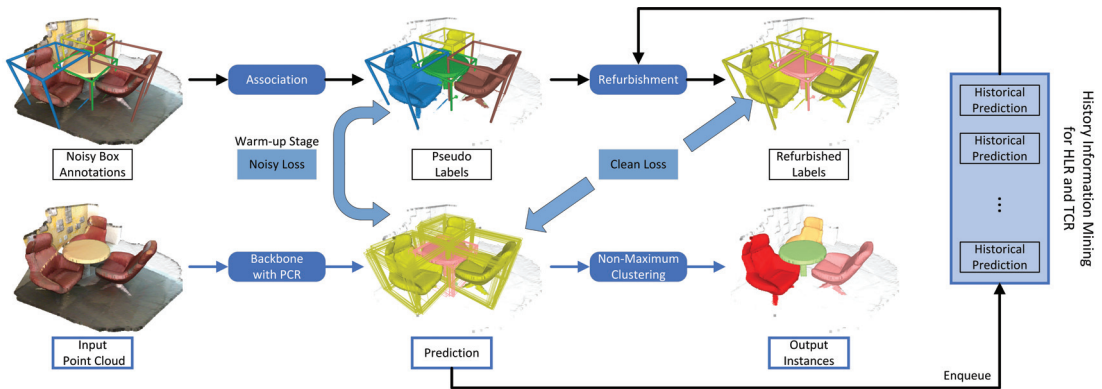 Association
Refurbishment
Noisy Box
Annotations
Warm-up Stage
Noisy Loss
Pseudo
Labels
Clean Loss
Refurbished
Labels
Historical
Prediction
Historical
Prediction
...
Historical
Prediction
History Information Mining
for HLR and TCR
Backbone
with PCR
Non-Maximum
Clustering
Input
Point Cloud
Prediction
Output
Instances
Enqueue